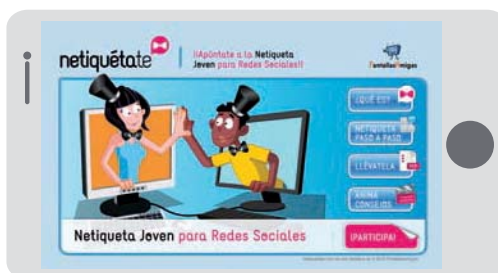 netiquétate
¡¡Apúntate a la Netiqueta
Joven para Redes Sociales!!
PantallasAmigas
¿QUÉ ES?
NETIQUETA
PASO A PASO
LLÉVATELA
ANIMA
CONSEJOS
Netiqueta Joven para Redes Sociales
¡PARTICIPA!